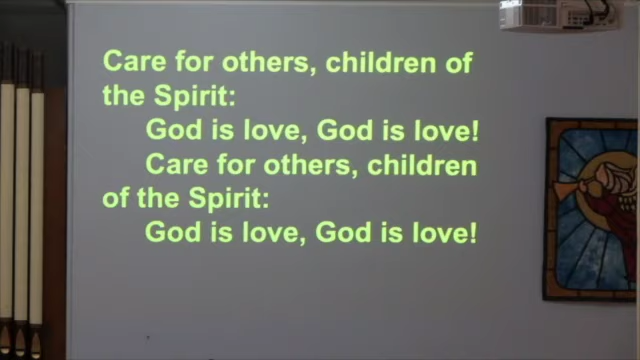 Care for others, children of
the Spirit:
God is love, God is love!
Care for others, children
of the Spirit:
God is love, God is love!